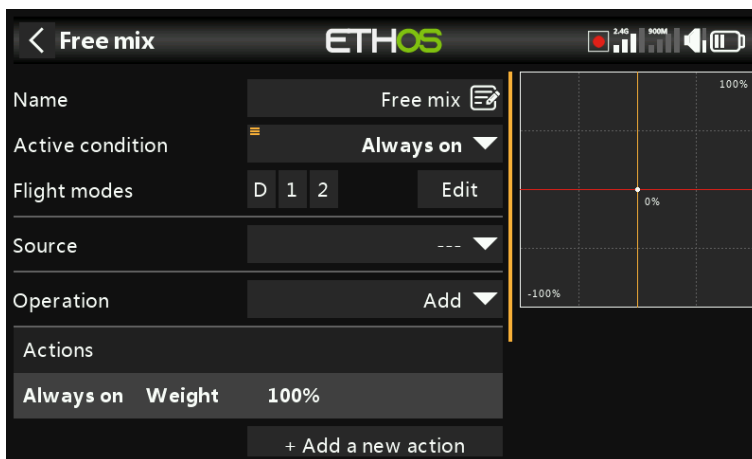 Free mix
ETHOS
2.4G
900M
Name
Free mix
Active condition
Always on
Flight modes
D 1 2
Edit
Source
---
Operation
Add
Actions
Always on Weight 100%
+ Add a new action
100%
0%
-100%